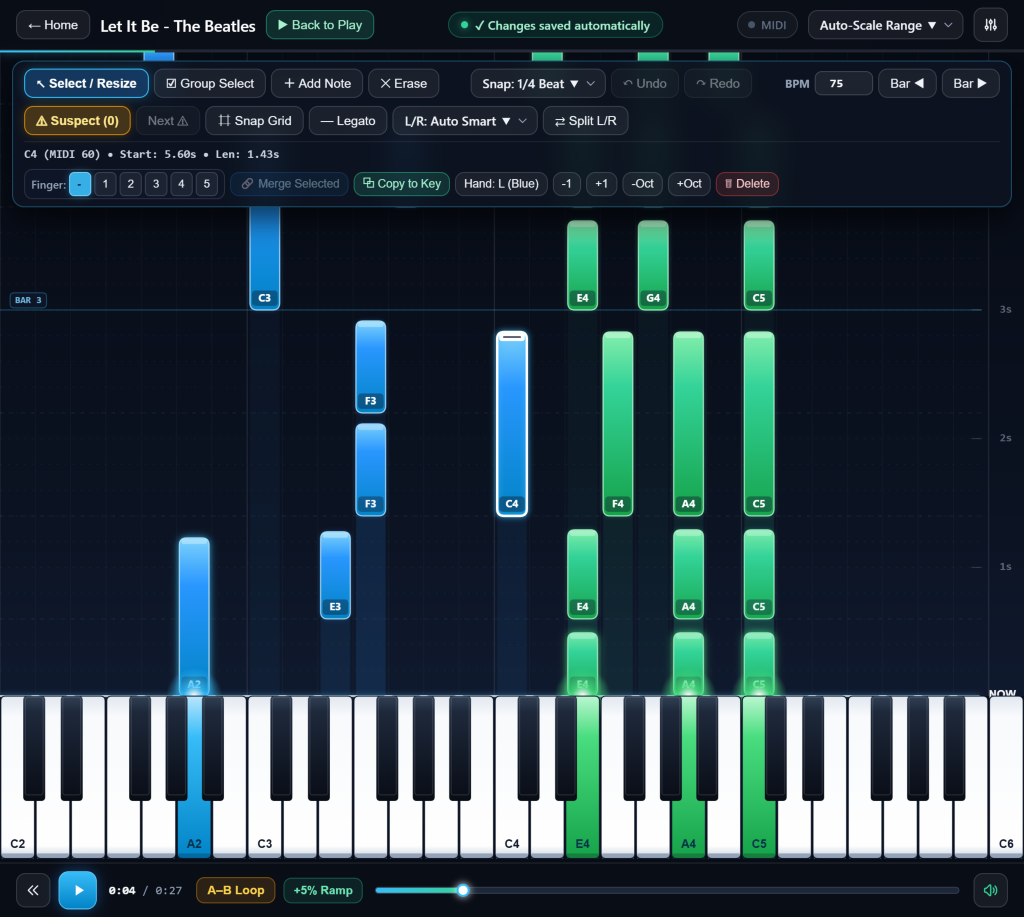 ← Home Let It Be - The Beatles ▶ Back to Play ✓ Changes saved automatically MIDI Auto-Scale Range ▼
↖ Select / Resize ☑ Group Select + Add Note ✕ Erase Snap: 1/4 Beat ▼ ↶ Undo ↷ Redo BPM 75 Bar ◀ Bar ▶
⚠ Suspect (0) Next ⚠ Snap Grid — Legato L/R: Auto Smart ▼ ⇄ Split L/R
C4 (MIDI 60) • Start: 5.60s • Len: 1.43s
Finger: - 1 2 3 4 5 🔗 Merge Selected Copy to Key Hand: L (Blue) -1 +1 -Oct +Oct Delete
C3 E4 G4 C5
BAR 3 3s
F3
2s
F3 C4 F4 A4 C5
1s
E3 E4 A4 C5
A2 E4 A4 C5
NOW
C2 A2 C3 C4 E4 A4 C5 C6
0:04 / 0:27 A–B Loop +5% Ramp